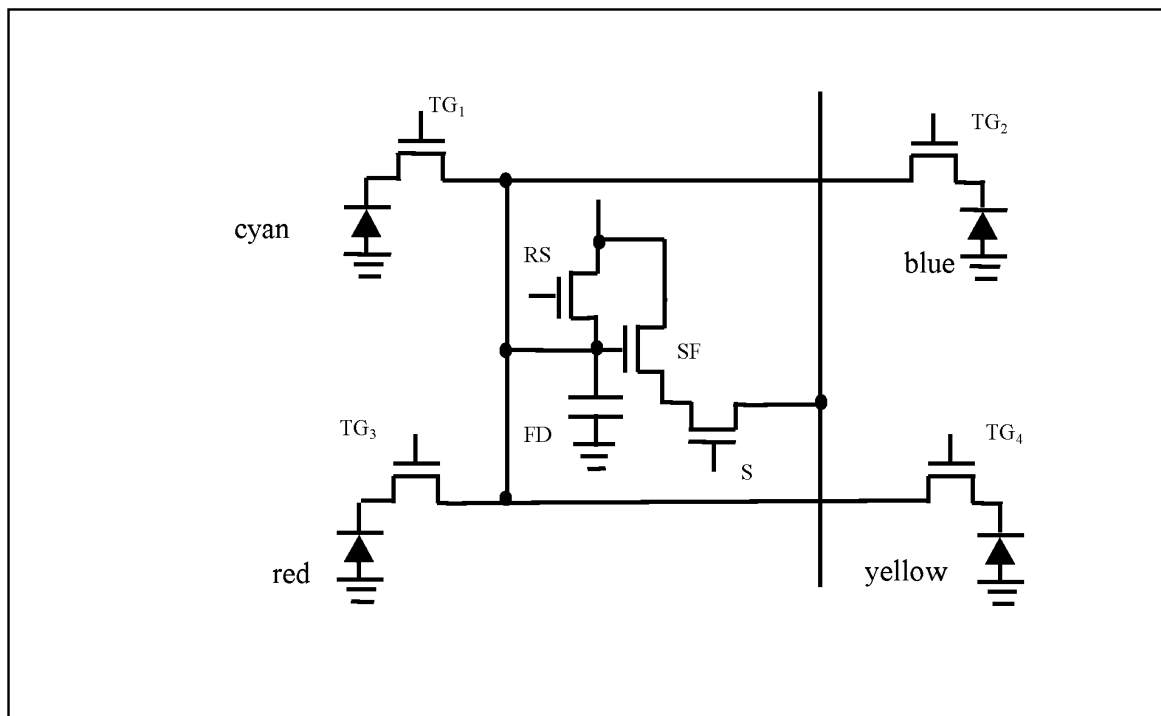 TG₁
TG₂
cyan
blue
RS
SF
FD
S
TG₃
TG₄
red
yellow